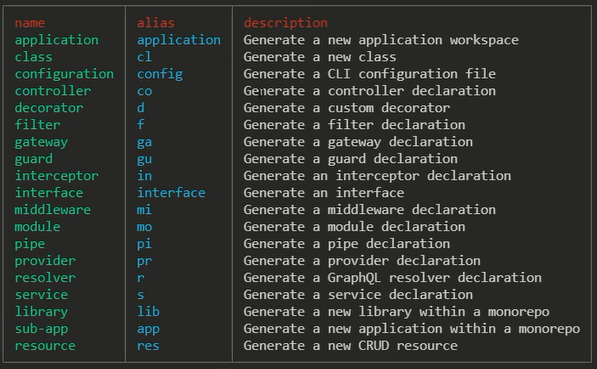 name alias description
application application Generate a new application workspace
class cl Generate a new class
configuration config Generate a CLI configuration file
controller co Generate a controller declaration
decorator d Generate a custom decorator
filter f Generate a filter declaration
gateway ga Generate a gateway declaration
guard gu Generate a guard declaration
interceptor in Generate an interceptor declaration
interface interface Generate an interface
middleware mi Generate a middleware declaration
module mo Generate a module declaration
pipe pi Generate a pipe declaration
provider pr Generate a provider declaration
resolver r Generate a GraphQL resolver declaration
service s Generate a service declaration
library lib Generate a new library within a monorepo
sub-app app Generate a new application within a monorepo
resource res Generate a new CRUD resource